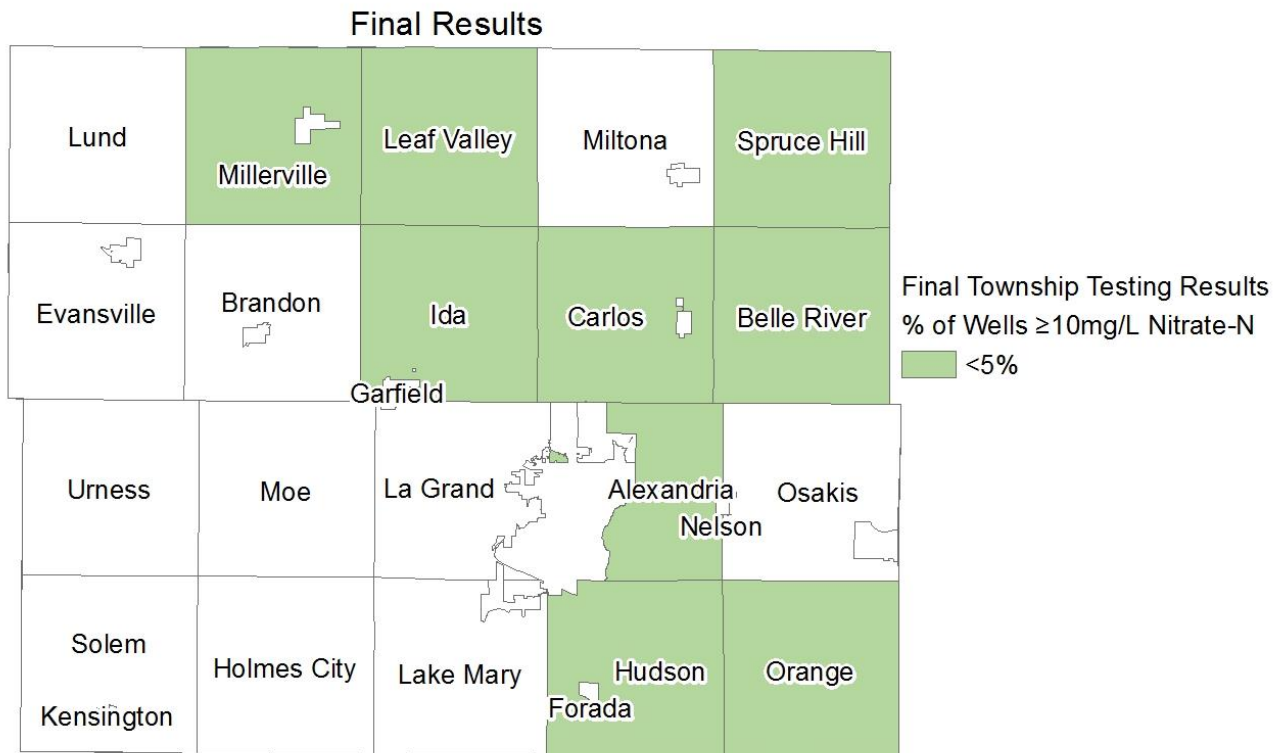 Final Results
Lund
Millerville
Leaf Valley
Miltona
Spruce Hill
Evansville
Brandon
Ida
Carlos
Belle River
Garfield
Final Township Testing Results
% of Wells ≥10mg/L Nitrate-N
<5%
Urness
Moe
La Grand
Alexandria
Nelson
Osakis
Solem
Kensington
Holmes City
Lake Mary
Hudson
Forada
Orange